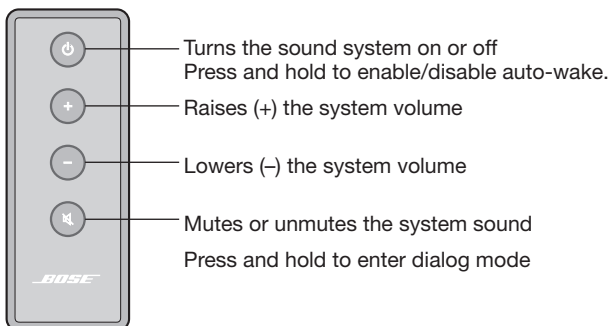 Turns the sound system on or off
Press and hold to enable/disable auto-wake.
+
Raises (+) the system volume
–
Lowers (–) the system volume
Mutes or unmutes the system sound
Press and hold to enter dialog mode
BOSE